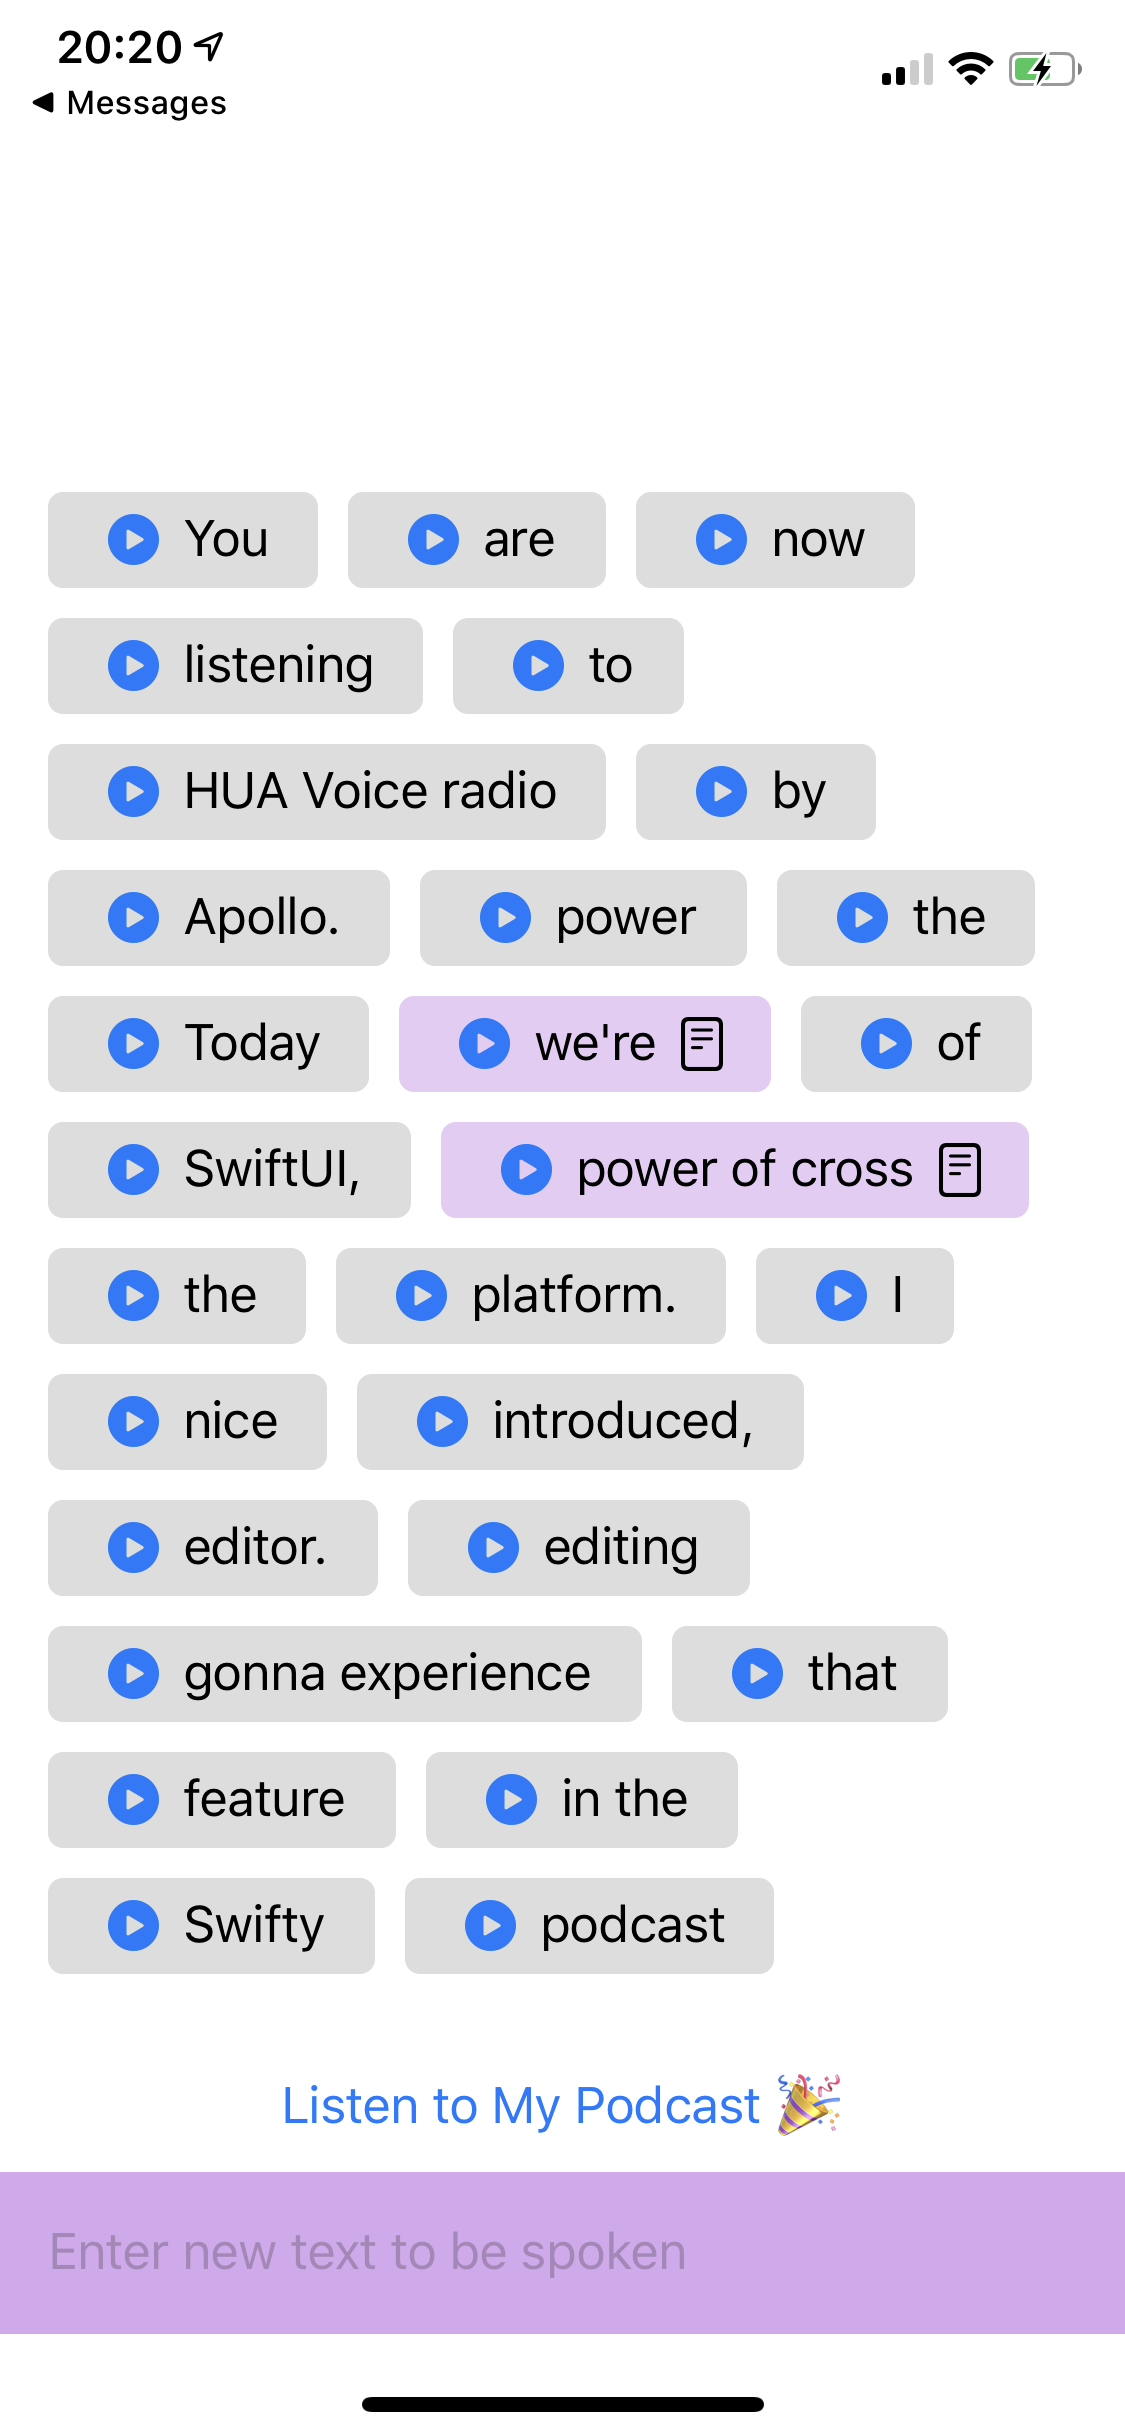 20:20
Messages
You are now
listening to
HUA Voice radio by
Apollo. power the
Today we're of
SwiftUI, power of cross
the platform. I
nice introduced,
editor. editing
gonna experience that
feature in the
Swifty podcast
Listen to My Podcast 🎉
Enter new text to be spoken